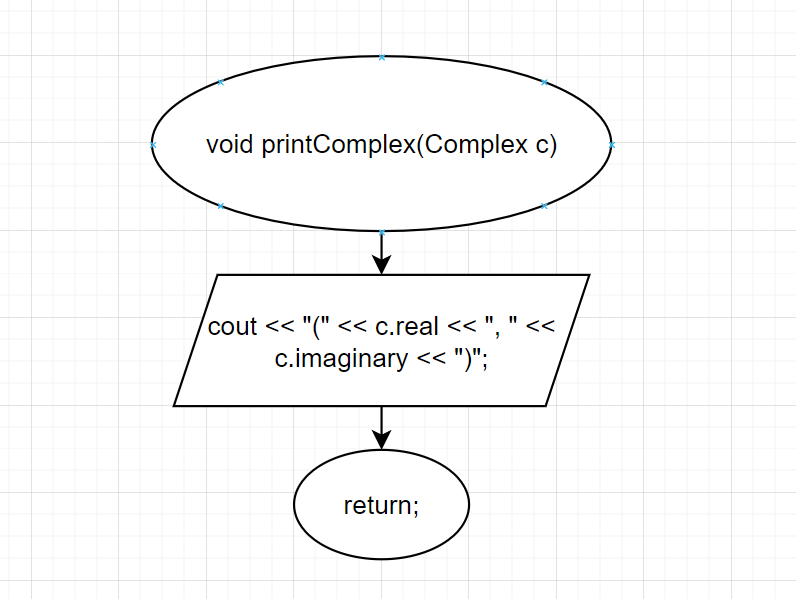 void printComplex(Complex c)
cout << "(" << c.real << ", " <<
c.imaginary << ")";
return;